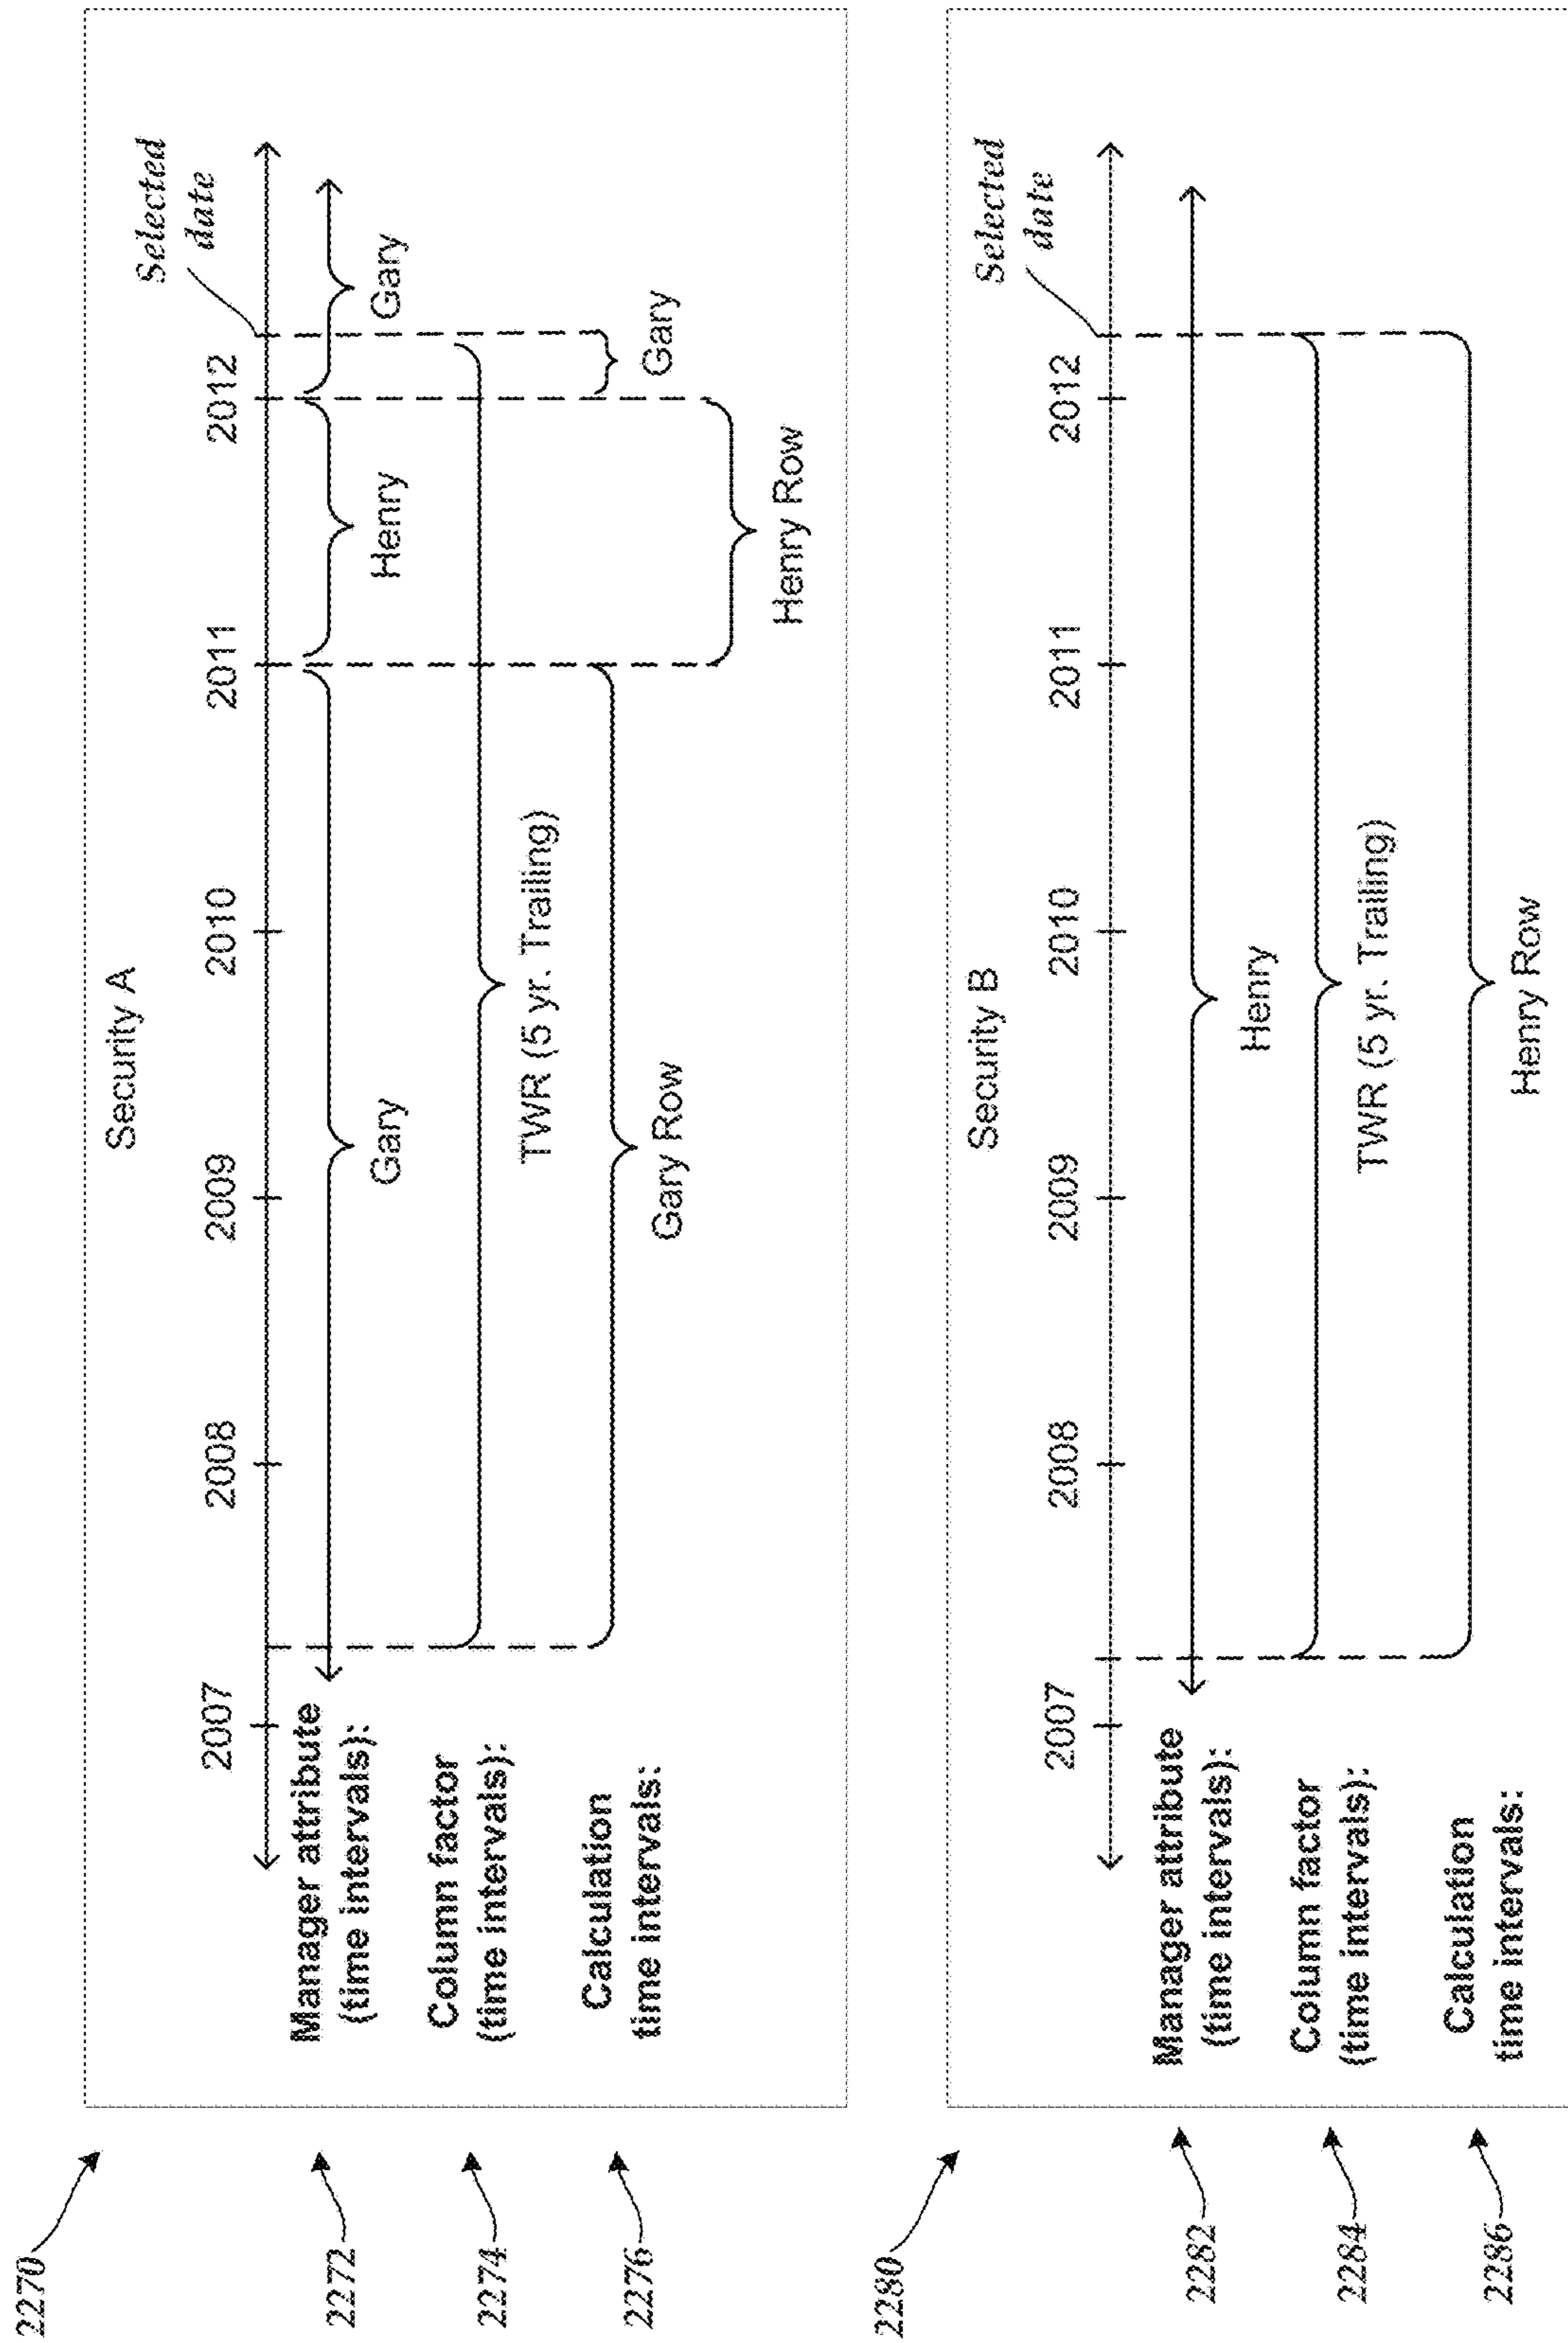 2270
Security A
Selected
date
2007
2008
2009
2010
2011
2012
2272
Manager attribute
(time intervals):
Gary
Henry
Gary
2274
Column factor
(time intervals):
TWR (5 yr. Trailing)
2276
Calculation
time intervals:
Gary Row
Gary
Henry Row
2280
Security B
Selected
date
2007
2008
2009
2010
2011
2012
2282
Manager attribute
(time intervals):
Henry
2284
Column factor
(time intervals):
TWR (5 yr. Trailing)
2286
Calculation
time intervals:
Henry Row